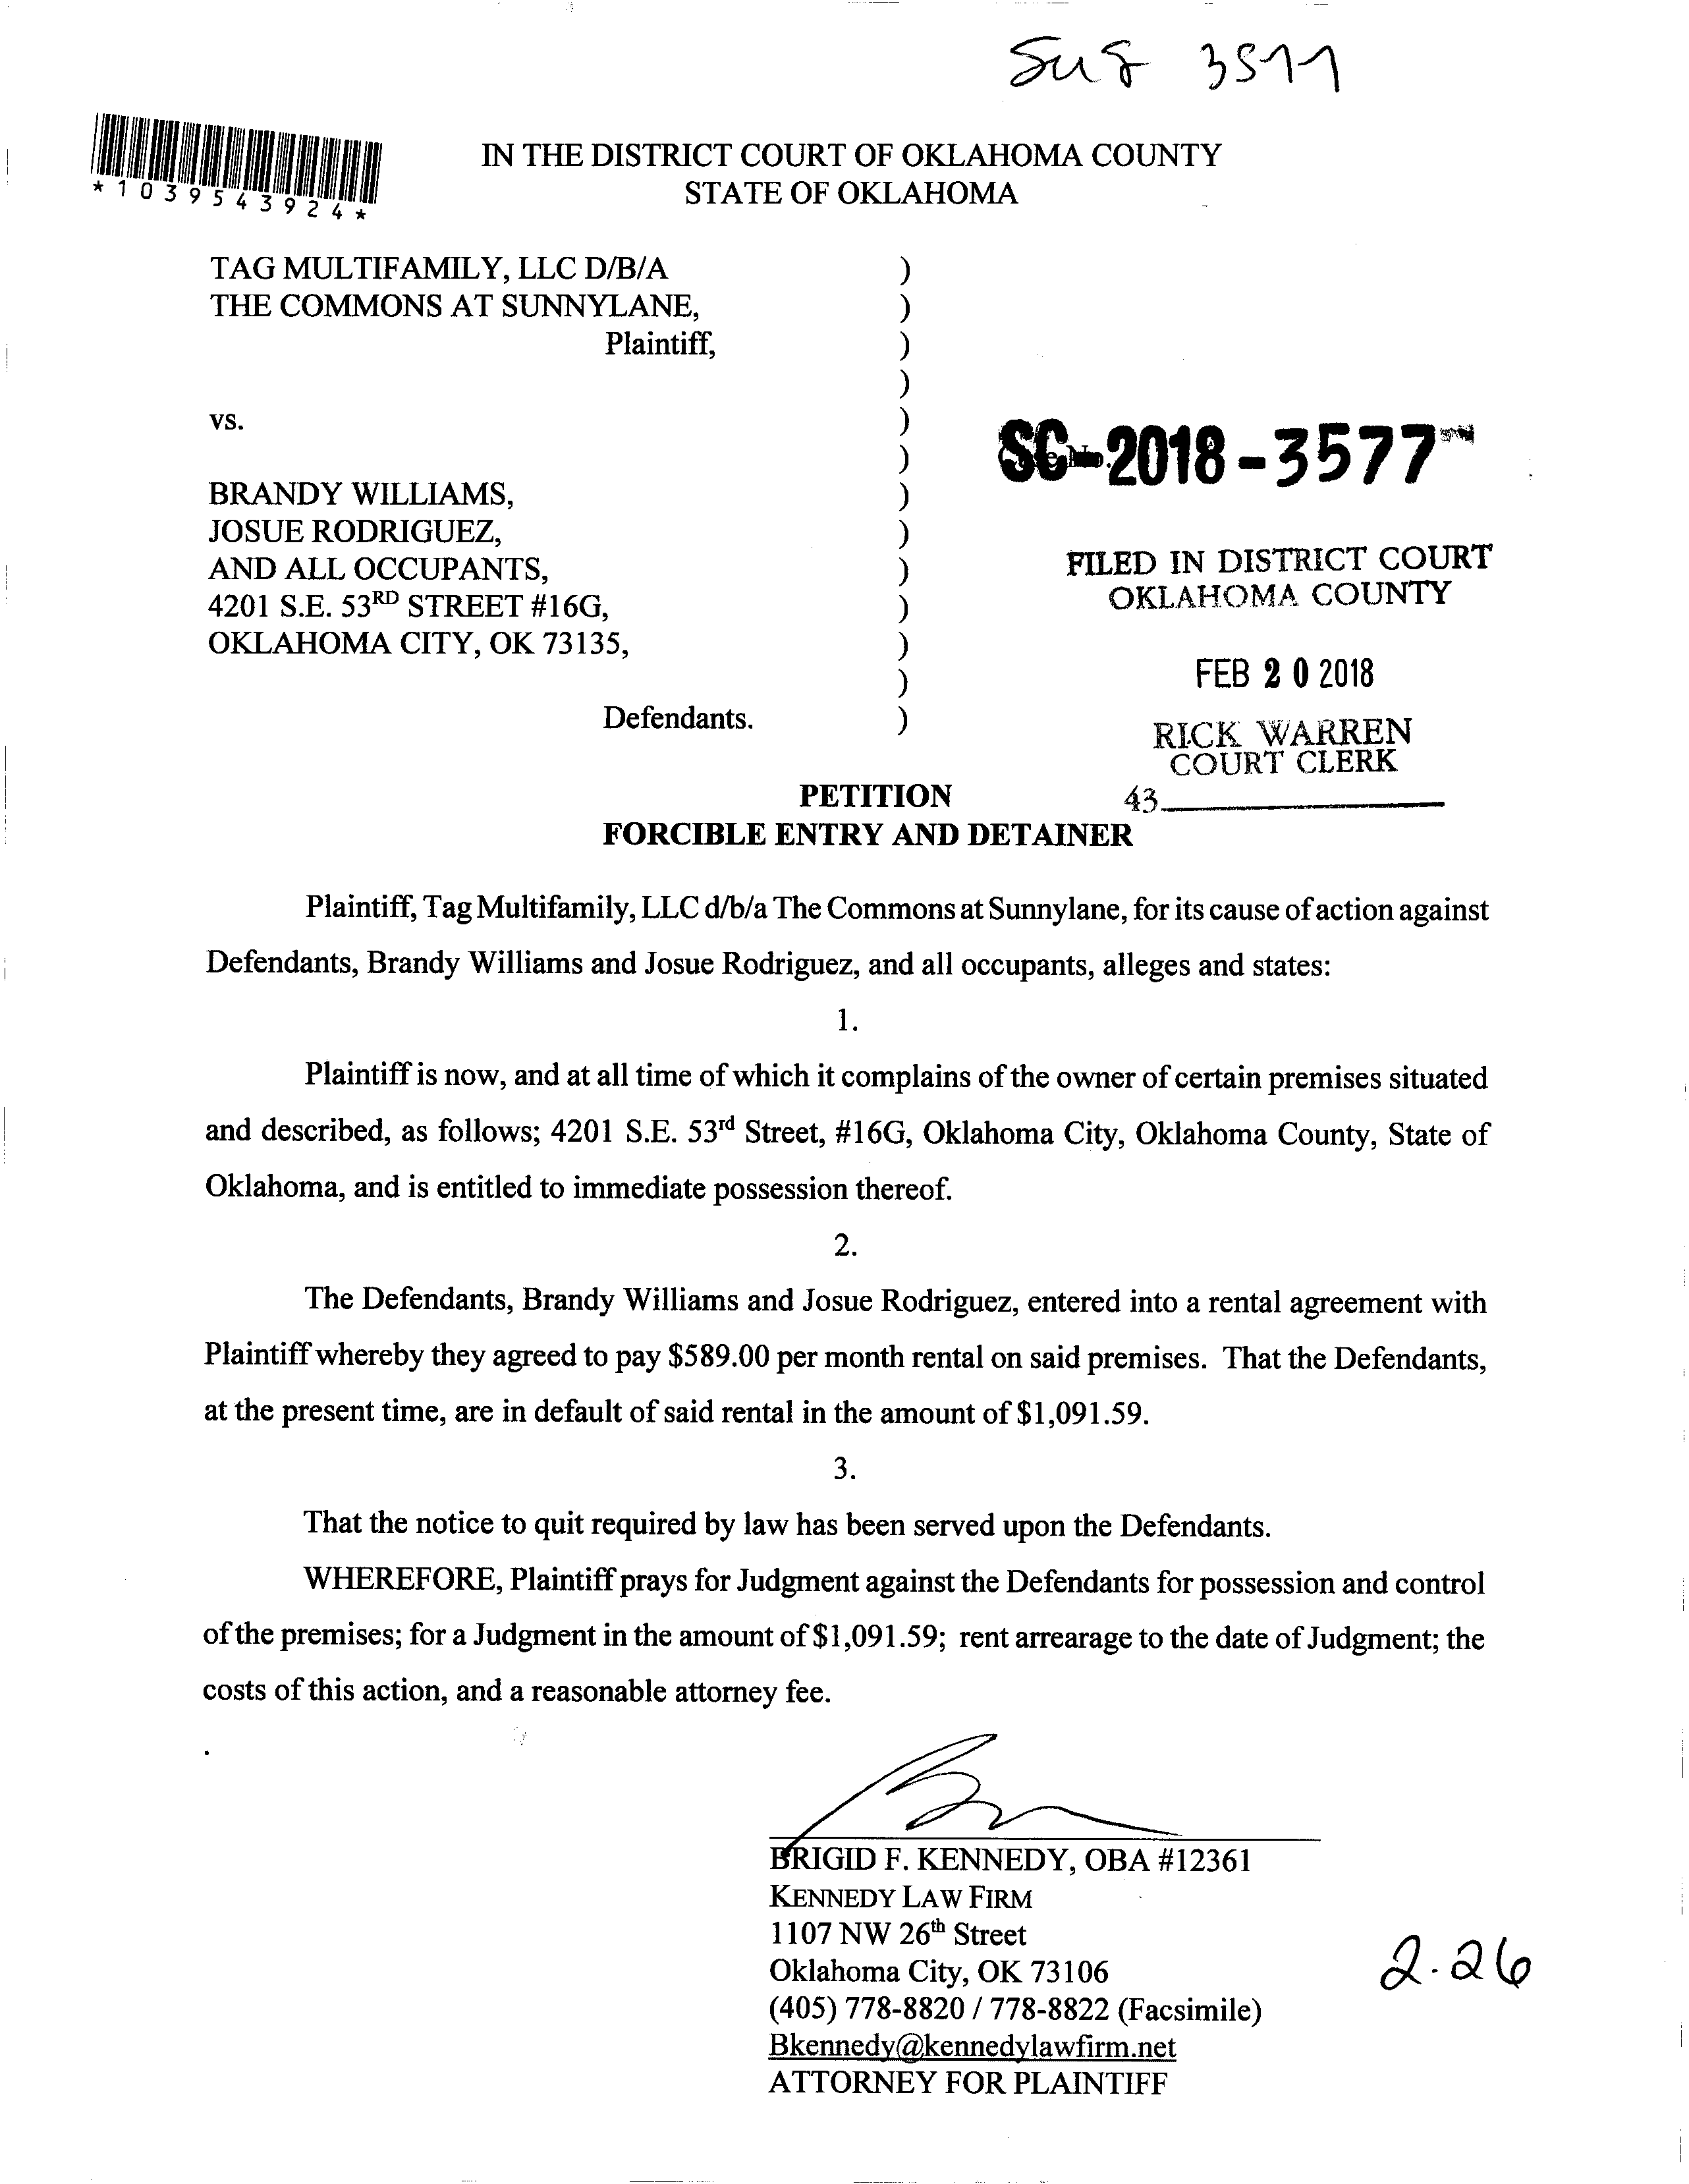 3577
*1039543924*
IN THE DISTRICT COURT OF OKLAHOMA COUNTY
STATE OF OKLAHOMA
TAG MULTIFAMILY, LLC D/B/A )
THE COMMONS AT SUNNYLANE, )
Plaintiff, )
)
vs. )
)
SC-2018-3577
BRANDY WILLIAMS, )
JOSUE RODRIGUEZ, )
AND ALL OCCUPANTS, )
4201 S.E. 53RD STREET #16G, )
OKLAHOMA CITY, OK 73135, )
)
Defendants. )
FILED IN DISTRICT COURT
OKLAHOMA COUNTY
FEB 20 2018
RICK WARREN
COURT CLERK
43
PETITION
FORCIBLE ENTRY AND DETAINER
Plaintiff, Tag Multifamily, LLC d/b/a The Commons at Sunnylane, for its cause of action against
Defendants, Brandy Williams and Josue Rodriguez, and all occupants, alleges and states:
1.
Plaintiff is now, and at all time of which it complains of the owner of certain premises situated
and described, as follows; 4201 S.E. 53rd Street, #16G, Oklahoma City, Oklahoma County, State of
Oklahoma, and is entitled to immediate possession thereof.
2.
The Defendants, Brandy Williams and Josue Rodriguez, entered into a rental agreement with
Plaintiff whereby they agreed to pay $589.00 per month rental on said premises. That the Defendants,
at the present time, are in default of said rental in the amount of $1,091.59.
3.
That the notice to quit required by law has been served upon the Defendants.
WHEREFORE, Plaintiff prays for Judgment against the Defendants for possession and control
of the premises; for a Judgment in the amount of $1,091.59; rent arrearage to the date of Judgment; the
costs of this action, and a reasonable attorney fee.
BRIGID F. KENNEDY, OBA #12361
KENNEDY LAW FIRM
1107 NW 26th Street
Oklahoma City, OK 73106
(405) 778-8820 / 778-8822 (Facsimile)
Bkennedy@kennedylawfirm.net
ATTORNEY FOR PLAINTIFF
2.26